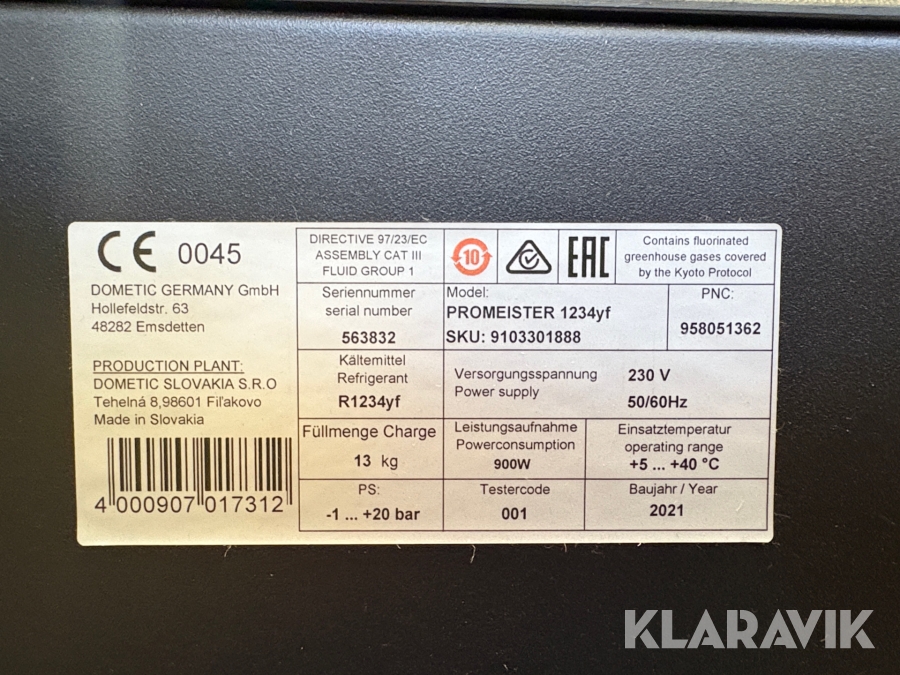 CE 0045
DOMETIC GERMANY GmbH
Hollefeldstr. 63
48282 Emsdetten
PRODUCTION PLANT:
DOMETIC SLOVAKIA S.R.O
Tehelná 8,98601 Fiľakovo
Made in Slovakia
4 000907 017312
DIRECTIVE 97/23/EC
ASSEMBLY CAT III
FLUID GROUP 1
10
EAC
Contains fluorinated
greenhouse gases covered
by the Kyoto Protocol
Seriennummer
serial number
563832
Model:
PROMEISTER 1234yf
SKU: 9103301888
PNC:
958051362
Kältemittel
Refrigerant
R1234yf
Versorgungsspannung
Power supply
230 V
50/60Hz
Füllmenge Charge
13 kg
Leistungsaufnahme
Powerconsumption
900W
Einsatztemperatur
operating range
+5 ... +40 °C
PS:
-1 ... +20 bar
Testercode
001
Baujahr / Year
2021
KLARAVIK